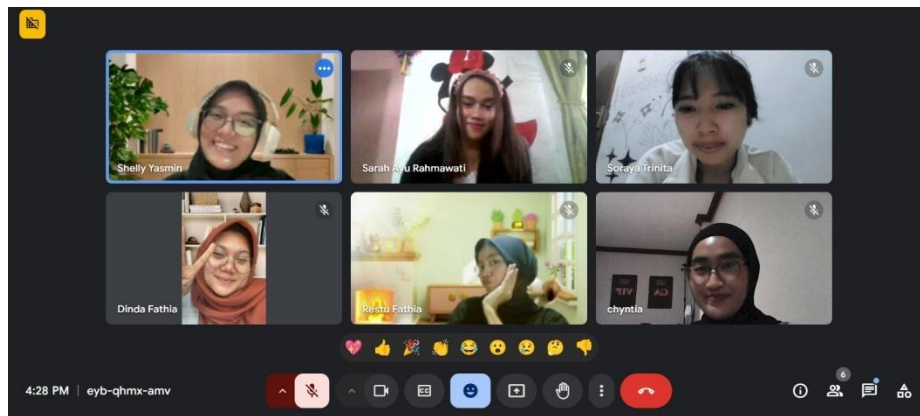 Shelly Yasmin
Sarah Ayu Rahmawati
Soraya Trinita
Dinda Fathia
Restu Fathia
chyntia
VIP
6
4:28 PM | eyb-qhmx-amv